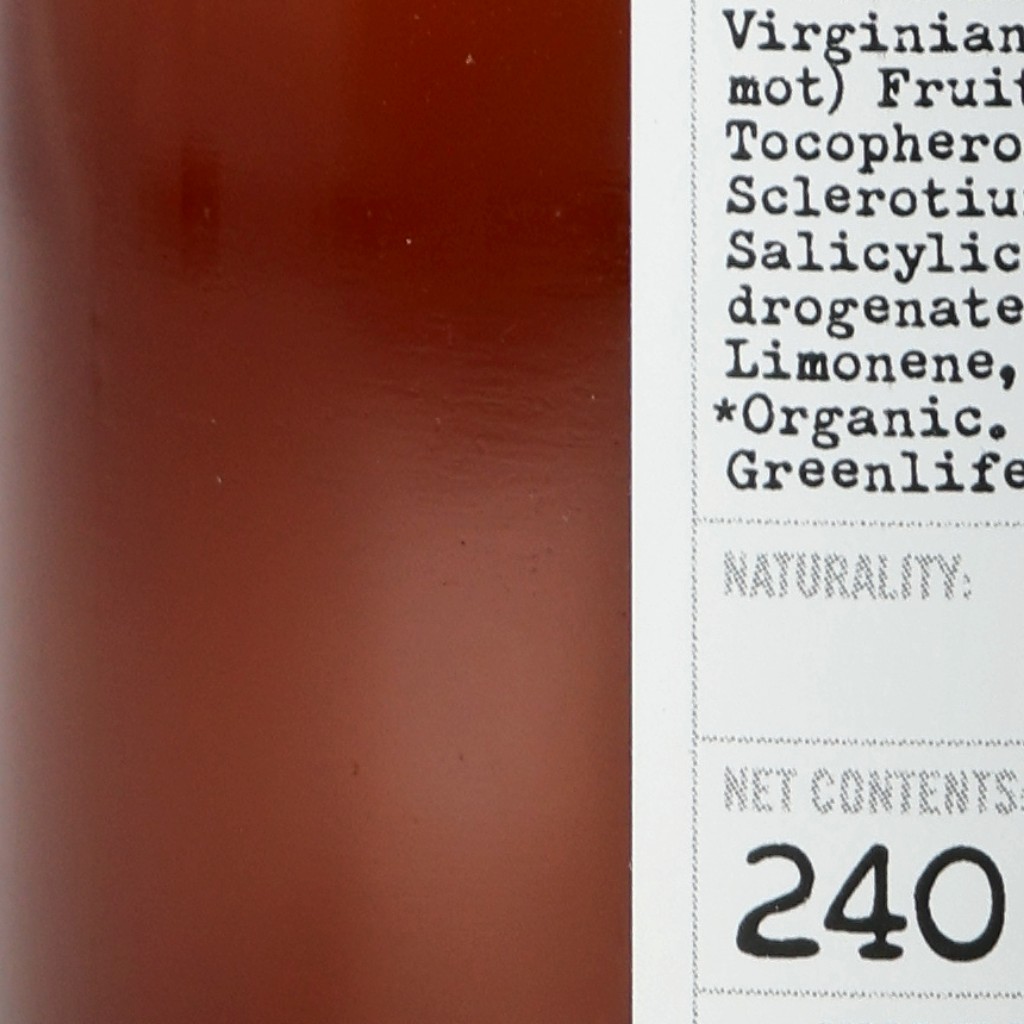 Virginian
mot) Fruit
Tocophero
Sclerotiu
Salicylic
drogenate
Limonene,
*Organic.
Greenlife
NATURALITY:
NET CONTENTS:
240